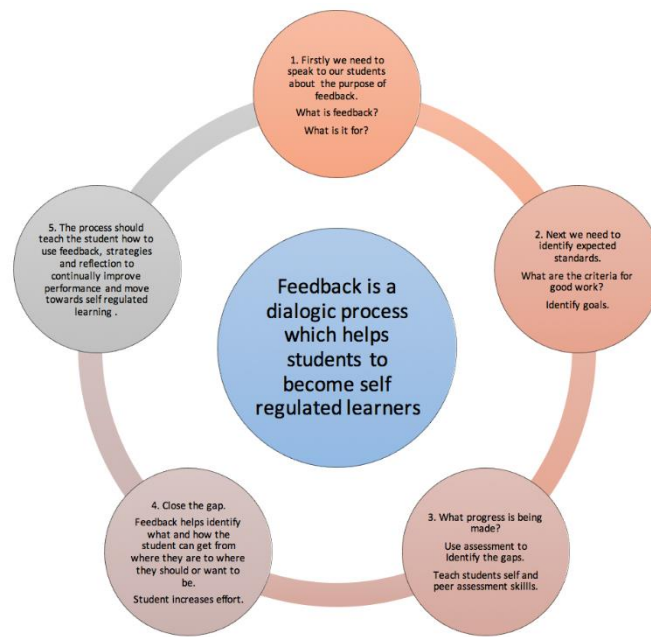 1. Firstly we need to
speak to our students
about the purpose of
feedback.
What is feedback?
What is it for?
2. Next we need to
identify expected
standards.
What are the criteria for
good work?
Identify goals.
3. What progress is being
made?
Use assessment to
Identify the gaps.
Teach students self and
peer assessment skillls.
4. Close the gap.
Feedback helps identify
what and how the
student can get from
where they are to where
they should or want to
be.
Student increases effort.
5. The process should
teach the student how to
use feedback, strategies
and reflection to
continually improve
performance and move
towards self regulated
learning .
Feedback is a
dialogic process
which helps
students to
become self
regulated learners